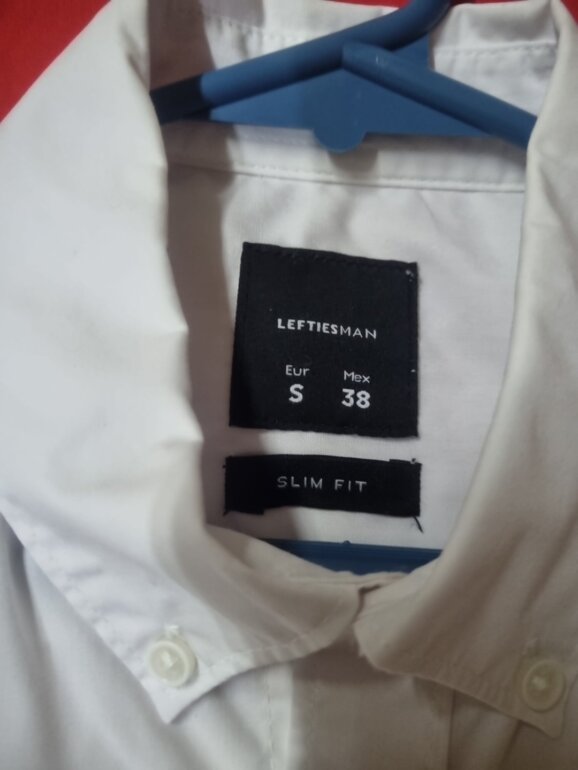 LEFTIESMAN
Eur Mex
S 38
SLIM FIT